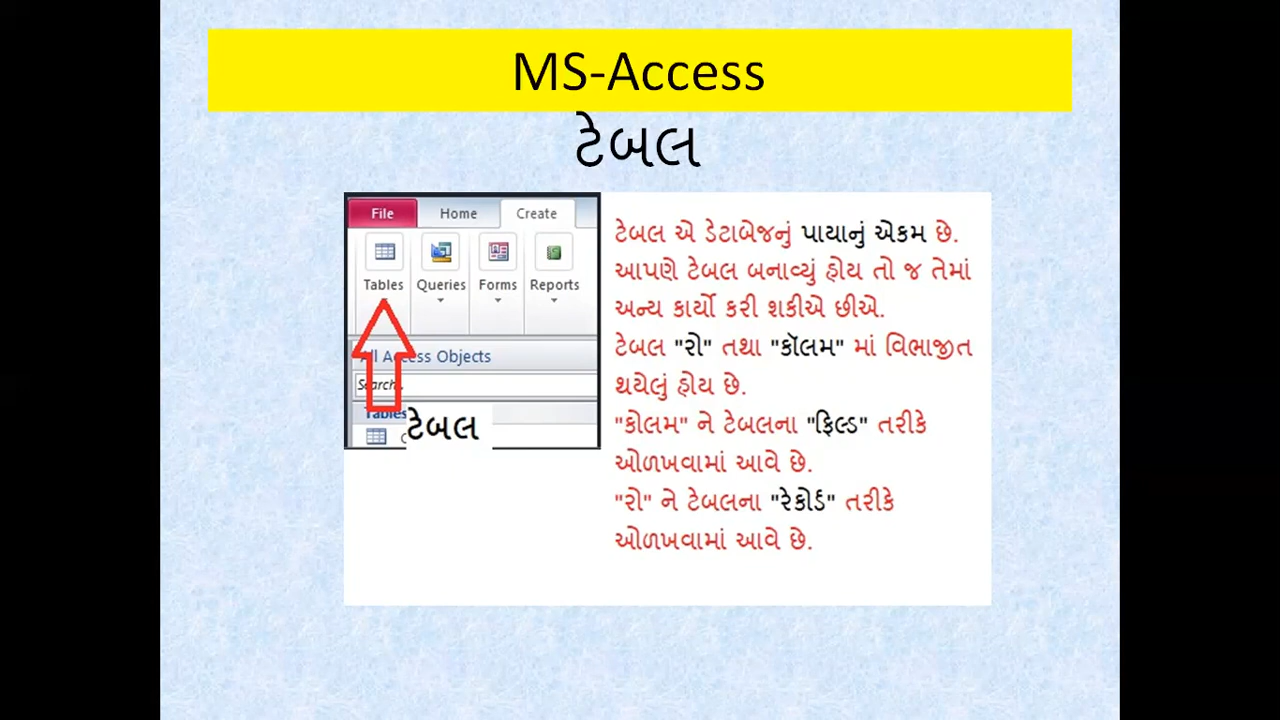 MS-Access
ટેબલ
File Home Create
Tables Queries Forms Reports
All Access Objects
Search..
Tables
ટેબલ
ટેબલ એ ડેટાબેજનું પાયાનું એકમ છે.
આપણે ટેબલ બનાવ્યું હોય તો જ તેમાં
અન્ય કાર્યો કરી શકીએ છીએ.
ટેબલ "રો" તથા "કૉલમ" માં વિભાજીત
થયેલું હોય છે.
"કોલમ" ને ટેબલના "ફિલ્ડ" તરીકે
ઓળખવામાં આવે છે.
"રો" ને ટેબલના "રેકોર્ડ" તરીકે
ઓળખવામાં આવે છે.